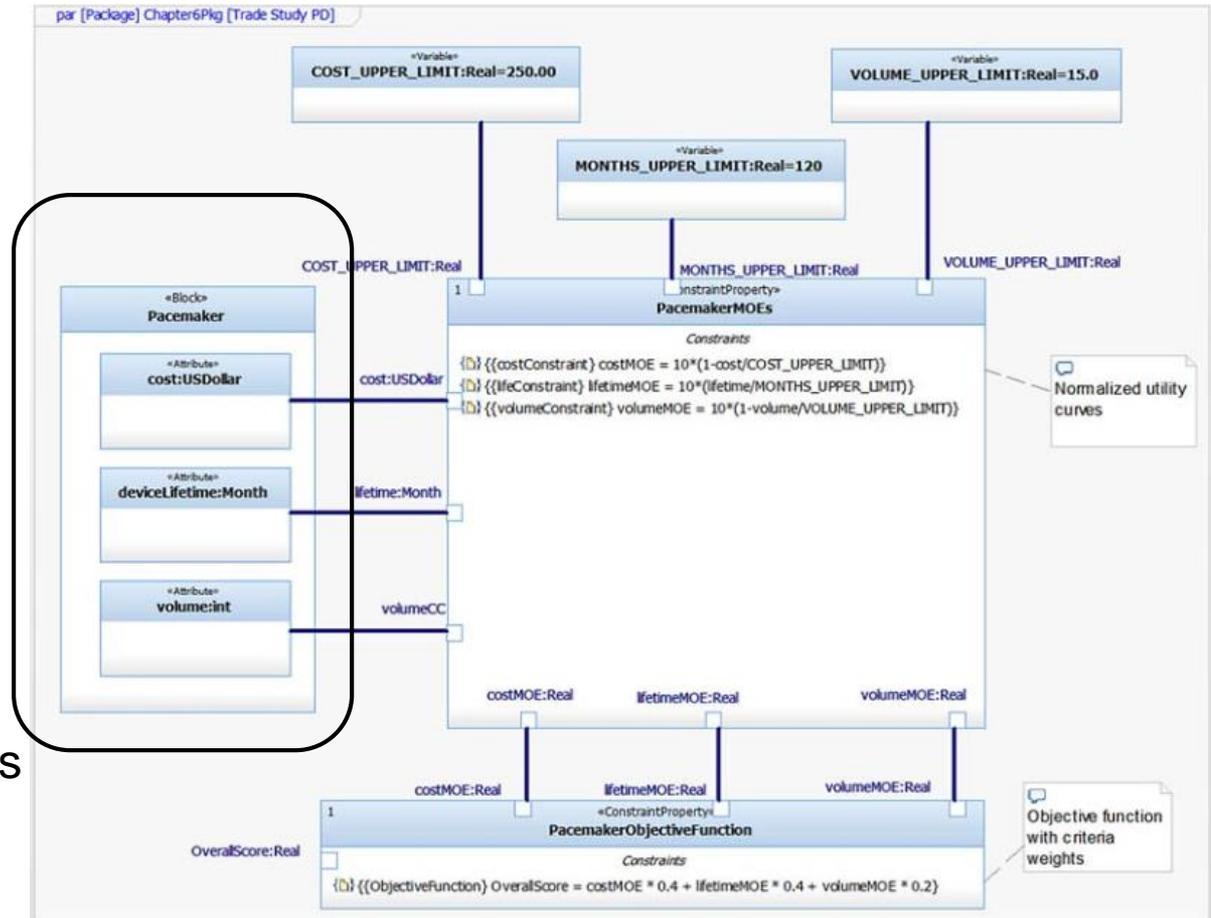 par [Package] Chapter6Pkg [Trade Study PD]
«Variable»
COST_UPPER_LIMIT:Real=250.00
«Variable»
VOLUME_UPPER_LIMIT:Real=15.0
«Variable»
MONTHS_UPPER_LIMIT:Real=120
COST_UPPER_LIMIT:Real
MONTHS_UPPER_LIMIT:Real
VOLUME_UPPER_LIMIT:Real
«Block»
Pacemaker
«Attribute»
cost:USDollar
«Attribute»
deviceLifetime:Month
«Attribute»
volume:int
cost:USDollar
lifetime:Month
volumeCC
1
nstraintProperty»
PacemakerMOEs
Constraints
{{costConstraint} costMOE = 10*(1-cost/COST_UPPER_LIMIT)}
{{lifeConstraint} lifetimeMOE = 10*(lifetime/MONTHS_UPPER_LIMIT)}
{{volumeConstraint} volumeMOE = 10*(1-volume/VOLUME_UPPER_LIMIT)}
Normalized utility
curves
costMOE:Real
lifetimeMOE:Real
volumeMOE:Real
s
costMOE:Real
lifetimeMOE:Real
volumeMOE:Real
OverallScore:Real
1
«ConstraintProperty»
PacemakerObjectiveFunction
Constraints
{{ObjectiveFunction} OverallScore = costMOE * 0.4 + lifetimeMOE * 0.4 + volumeMOE * 0.2}
Objective function
with criteria
weights